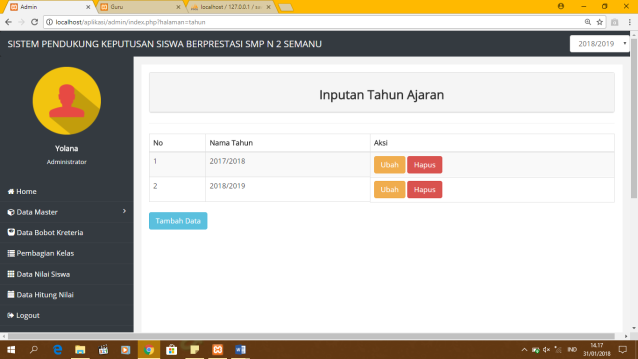 Admin
Guru
localhost / 127.0.0.1 /
localhost/aplikasi/admin/index.php?halaman=tahun
SISTEM PENDUKUNG KEPUTUSAN SISWA BERPRESTASI SMP N 2 SEMANU
2018/2019
Yolana
Administrator
Home
Data Master
Data Bobot Kreteria
Pembagian Kelas
Data Nilai Siswa
Data Hitung Nilai
Logout
Inputan Tahun Ajaran
No Nama Tahun Aksi
1 2017/2018 Ubah Hapus
2 2018/2019 Ubah Hapus
Tambah Data
IND
14.17
31/01/2018